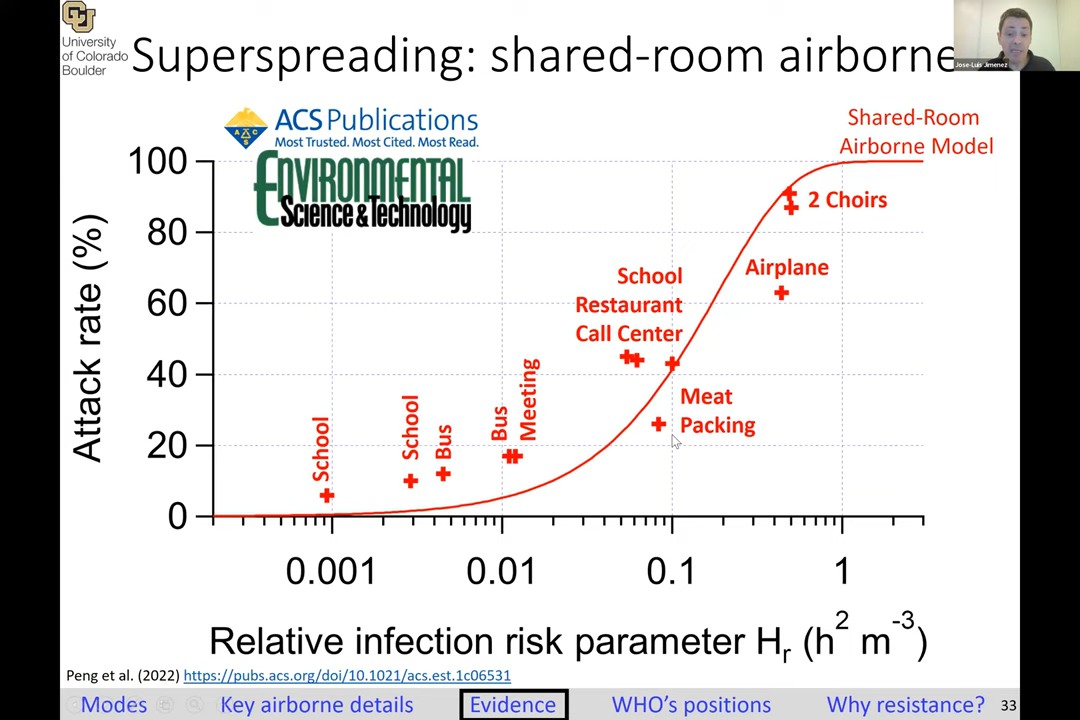 University
of Colorado
Boulder
Superspreading: shared-room airborne
Jose-Luis Jimenez
ACS Publications
Most Trusted. Most Cited. Most Read.
A C S
Environmental
Science & Technology
Shared-Room
Airborne Model
2 Choirs
Airplane
School
Restaurant
Call Center
Meat
Packing
Meeting
Bus
Bus
School
School
Attack rate (%)
100
80
60
40
20
0
0.001 0.01 0.1 1
Relative infection risk parameter Hr (h2 m-3)
Peng et al. (2022) https://pubs.acs.org/doi/10.1021/acs.est.1c06531
Modes Key airborne details Evidence WHO's positions Why resistance? 33